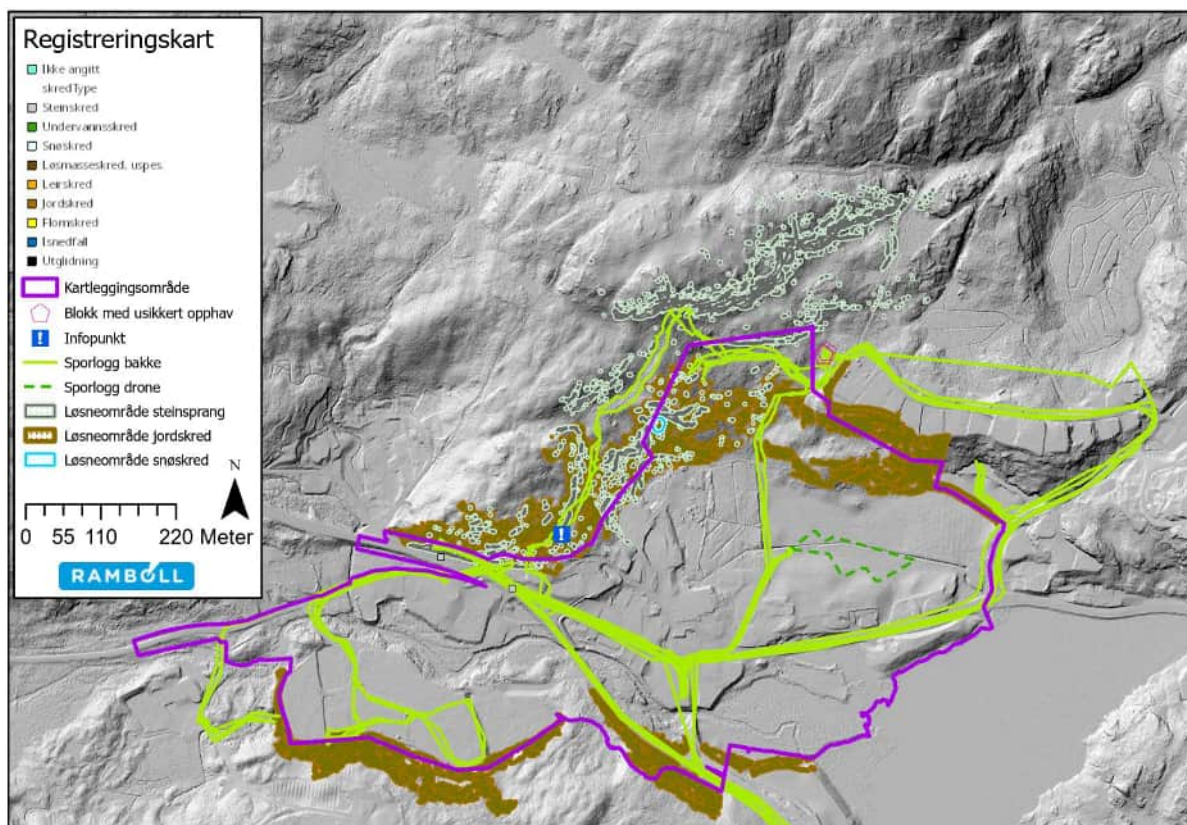 Registreringskart
Ikke angitt
skredType
Steinskred
Undervannsskred
Snøskred
Løsmasseskred, uspes.
Leirskred
Jordskred
Flomskred
Isnedfall
Utglidning
Kartleggingsområde
Blokk med usikkert opphav
! Infopunkt
Sporlogg bakke
Sporlogg drone
Løsneområde steinsprang
Løsneområde jordskred
Løsneområde snøskred
N
0 55 110 220 Meter
RAMBOLL
!